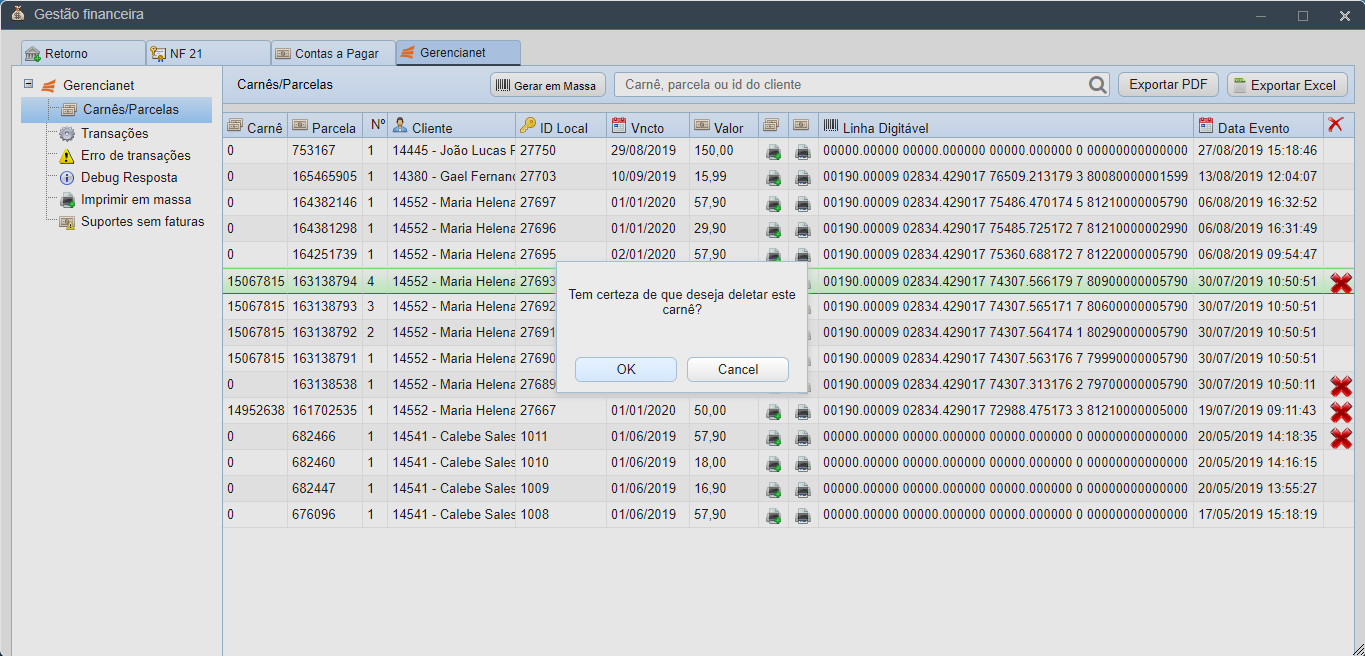 Gestão financeira
Retorno NF 21 Contas a Pagar Gerencianet
Gerencianet
Carnês/Parcelas
Transações
Erro de transações
Debug Resposta
Imprimir em massa
Suportes sem faturas
Carnês/Parcelas Gerar em Massa Carnê, parcela ou id do cliente Exportar PDF Exportar Excel
Carnê Parcela Nº Cliente ID Local Vncto Valor Linha Digitável Data Evento
0 753167 1 14445 - João Lucas 27750 29/08/2019 150,00 00000.00000 00000.000000 00000.000000 0 00000000000000 27/08/2019 15:18:46
0 165465905 1 14380 - Gael Fernanc 27703 10/09/2019 15,99 00190.00009 02834.429017 76509.213179 3 80080000001599 13/08/2019 12:04:07
0 164382146 1 14552 - Maria Helena 27697 01/01/2020 57,90 00190.00009 02834.429017 75486.470174 5 81210000005790 06/08/2019 16:32:52
0 164381298 1 14552 - Maria Helena 27696 01/01/2020 29,90 00190.00009 02834.429017 75485.725172 7 81210000002990 06/08/2019 16:31:49
0 164251739 1 14552 - Maria Helena 27695 02/01/2020 57,90 00190.00009 02834.429017 75360.688172 7 81220000005790 06/08/2019 09:54:47
15067815 163138794 4 14552 - Maria Helena 27693 00190.00009 02834.429017 74307.566179 7 80900000005790 30/07/2019 10:50:51
15067815 163138793 3 14552 - Maria Helena 27692 00190.00009 02834.429017 74307.565171 7 80600000005790 30/07/2019 10:50:51
15067815 163138792 2 14552 - Maria Helena 27691 00190.00009 02834.429017 74307.564174 1 80290000005790 30/07/2019 10:50:51
15067815 163138791 1 14552 - Maria Helena 27690 00190.00009 02834.429017 74307.563176 7 79990000005790 30/07/2019 10:50:51
0 163138538 1 14552 - Maria Helena 27689 00190.00009 02834.429017 74307.313176 2 79700000005790 30/07/2019 10:50:11
14952638 161702535 1 14552 - Maria Helena 27667 01/01/2020 50,00 00190.00009 02834.429017 72988.475173 3 81210000005000 19/07/2019 09:11:43
0 682466 1 14541 - Calebe Sales 1011 01/06/2019 57,90 00000.00000 00000.000000 00000.000000 0 00000000000000 20/05/2019 14:18:35
0 682460 1 14541 - Calebe Sales 1010 01/06/2019 18,00 00000.00000 00000.000000 00000.000000 0 00000000000000 20/05/2019 14:16:15
0 682447 1 14541 - Calebe Sales 1009 01/06/2019 16,90 00000.00000 00000.000000 00000.000000 0 00000000000000 20/05/2019 13:55:27
0 676096 1 14541 - Calebe Sales 1008 01/06/2019 57,90 00000.00000 00000.000000 00000.000000 0 00000000000000 17/05/2019 15:18:19
Tem certeza de que deseja deletar este
carnê?
OK Cancel